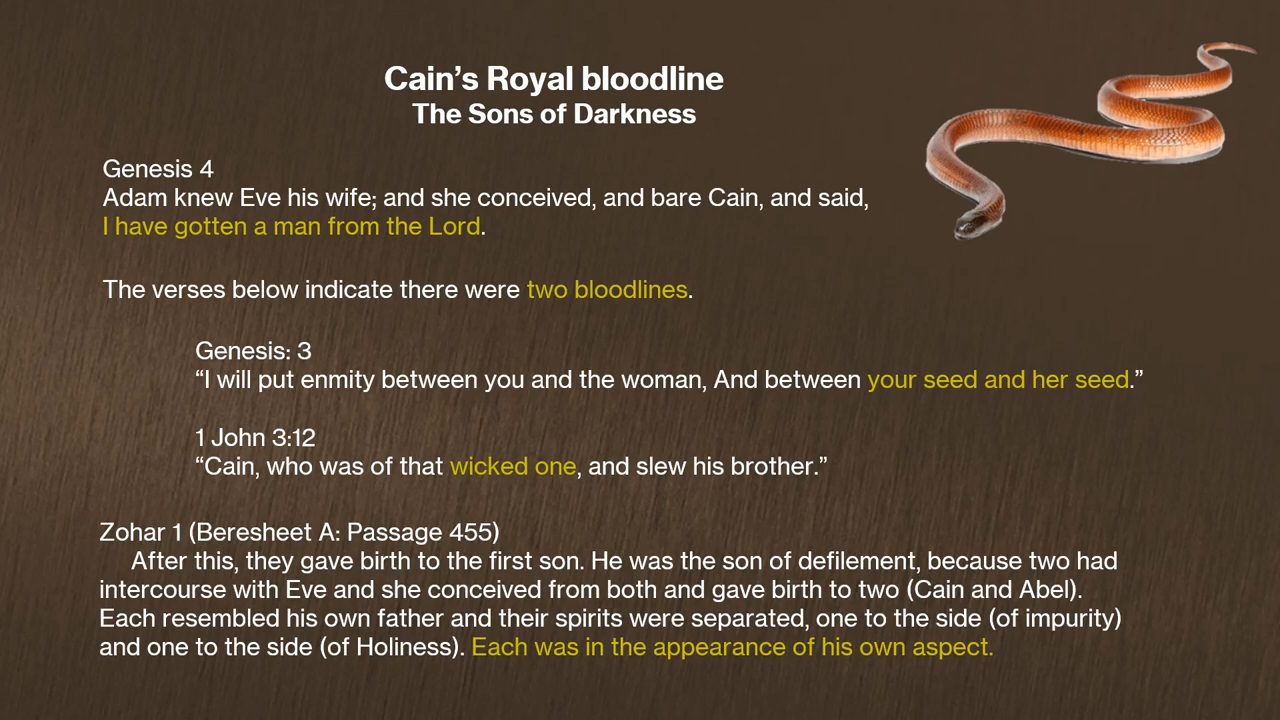 Cain’s Royal bloodline
The Sons of Darkness
Genesis 4
Adam knew Eve his wife; and she conceived, and bare Cain, and said,
I have gotten a man from the Lord.
The verses below indicate there were two bloodlines.
Genesis: 3
“I will put enmity between you and the woman, And between your seed and her seed.”
1 John 3:12
“Cain, who was of that wicked one, and slew his brother.”
Zohar 1 (Beresheet A: Passage 455)
After this, they gave birth to the first son. He was the son of defilement, because two had
intercourse with Eve and she conceived from both and gave birth to two (Cain and Abel).
Each resembled his own father and their spirits were separated, one to the side (of impurity)
and one to the side (of Holiness). Each was in the appearance of his own aspect.